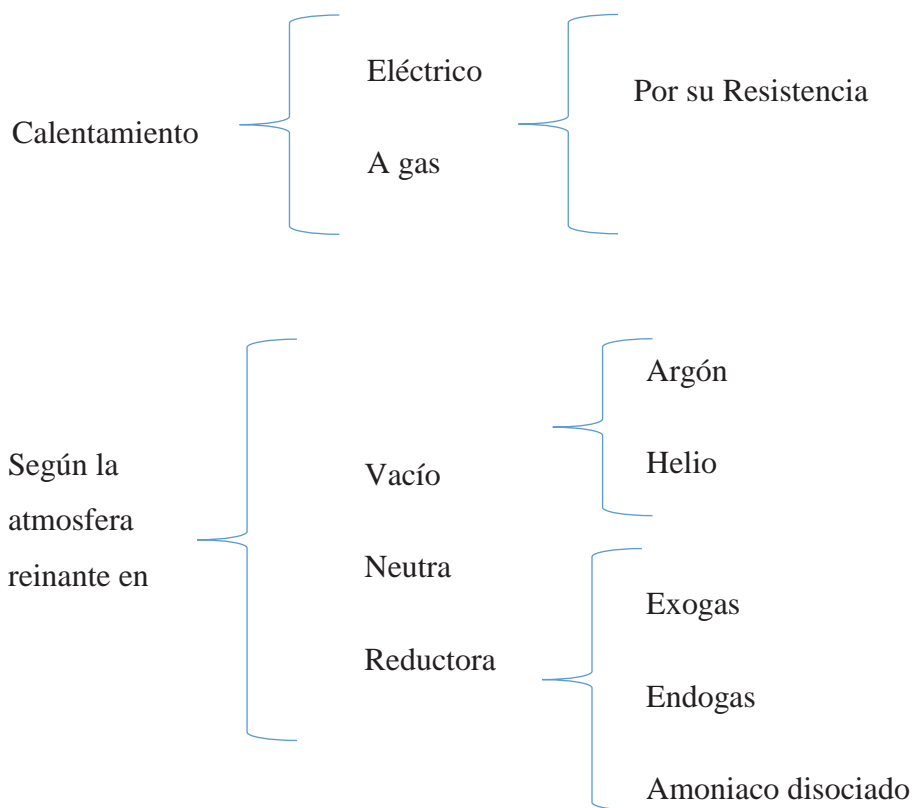 Calentamiento
Eléctrico
A gas
Por su Resistencia
Según la
atmosfera
reinante en
Vacío
Neutra
Reductora
Argón
Helio
Exogas
Endogas
Amoniaco disociado